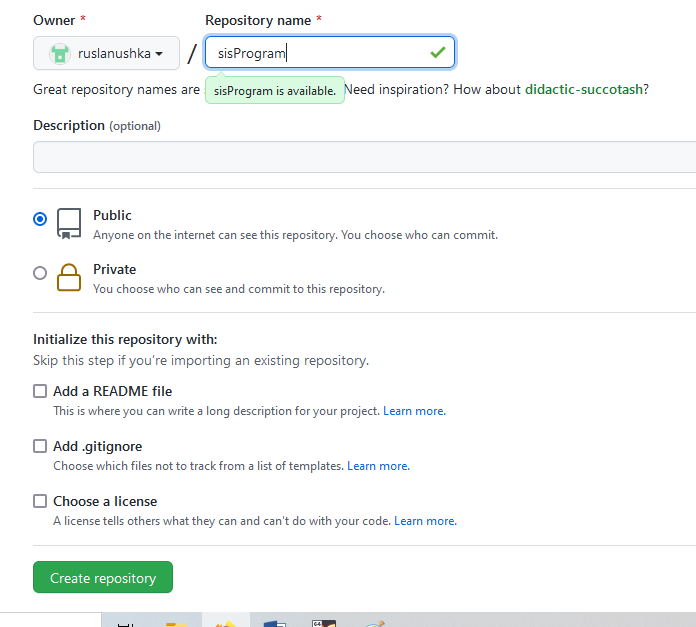 Owner * Repository name *
ruslanushka / sisProgram
Great repository names are sisProgram is available. Need inspiration? How about didactic-succotash?
Description (optional)
Public
Anyone on the internet can see this repository. You choose who can commit.
Private
You choose who can see and commit to this repository.
Initialize this repository with:
Skip this step if you're importing an existing repository.
Add a README file
This is where you can write a long description for your project. Learn more.
Add .gitignore
Choose which files not to track from a list of templates. Learn more.
Choose a license
A license tells others what they can and can't do with your code. Learn more.
Create repository